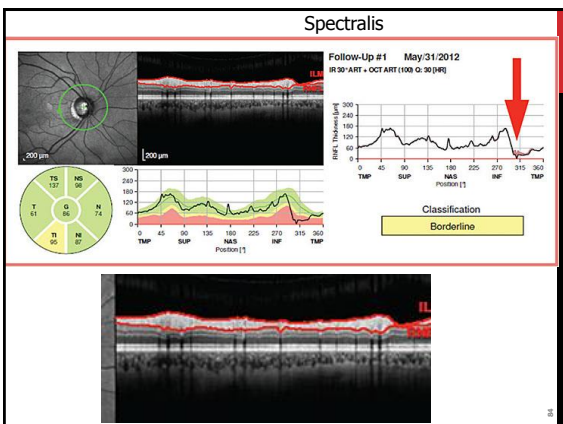 Spectralis
Follow-Up #1 May/31/2012
IR 30°ART + OCT ART (100) Q: 30 [HR]
ILM
200 µm
200 µm
TS
137
NS
98
T
61
G
86
N
74
TI
95
NI
87
300
240
180
120
60
0
0 45 90 135 180 225 270 315 360
TMP SUP NAS INF TMP
Position [°]
RNFL Thickness [µm]
300
240
180
120
60
0
0 45 90 135 180 225 270 315 360
TMP SUP NAS INF TMP
Position [°]
Classification
Borderline
IL
84